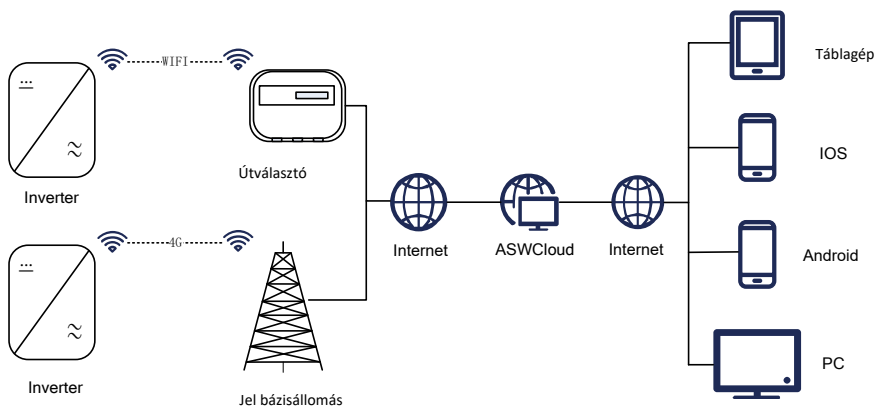 WIFI
Inverter
Útválasztó
4G
Inverter
Jel bázisállomás
Internet
ASWCloud
Internet
Táblagép
IOS
Android
PC